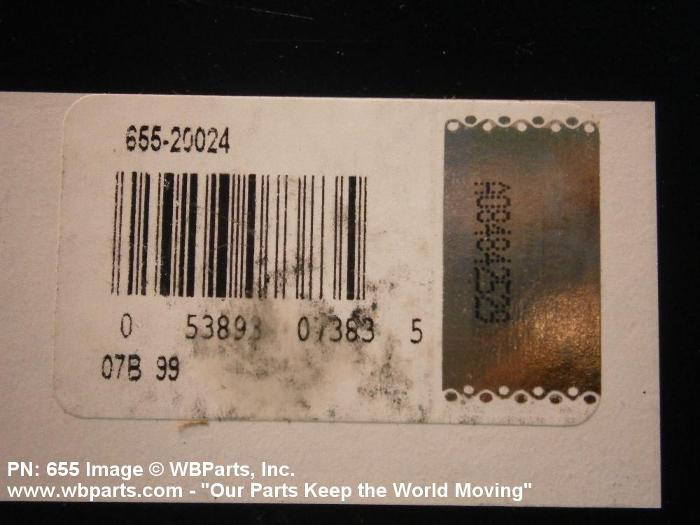 655-20024
0 53893 07383 5
07B 99
PN: 655 Image © WBParts, Inc.
www.wbparts.com - "Our Parts Keep the World Moving"